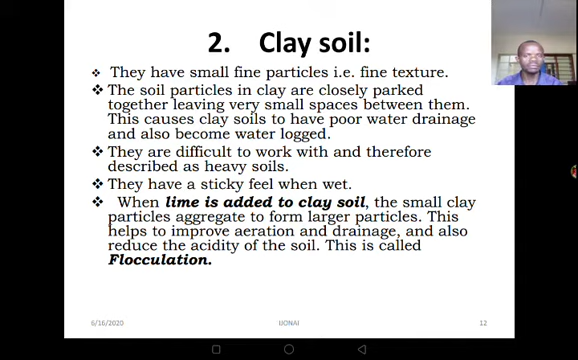 2. Clay soil:
❖ They have small fine particles i.e. fine texture.
❖ The soil particles in clay are closely parked
together leaving very small spaces between them.
This causes clay soils to have poor water drainage
and also become water logged.
❖ They are difficult to work with and therefore
described as heavy soils.
❖ They have a sticky feel when wet.
❖ When lime is added to clay soil, the small clay
particles aggregate to form larger particles. This
helps to improve aeration and drainage, and also
reduce the acidity of the soil. This is called
Flocculation.
6/16/2020 IJONAI 12